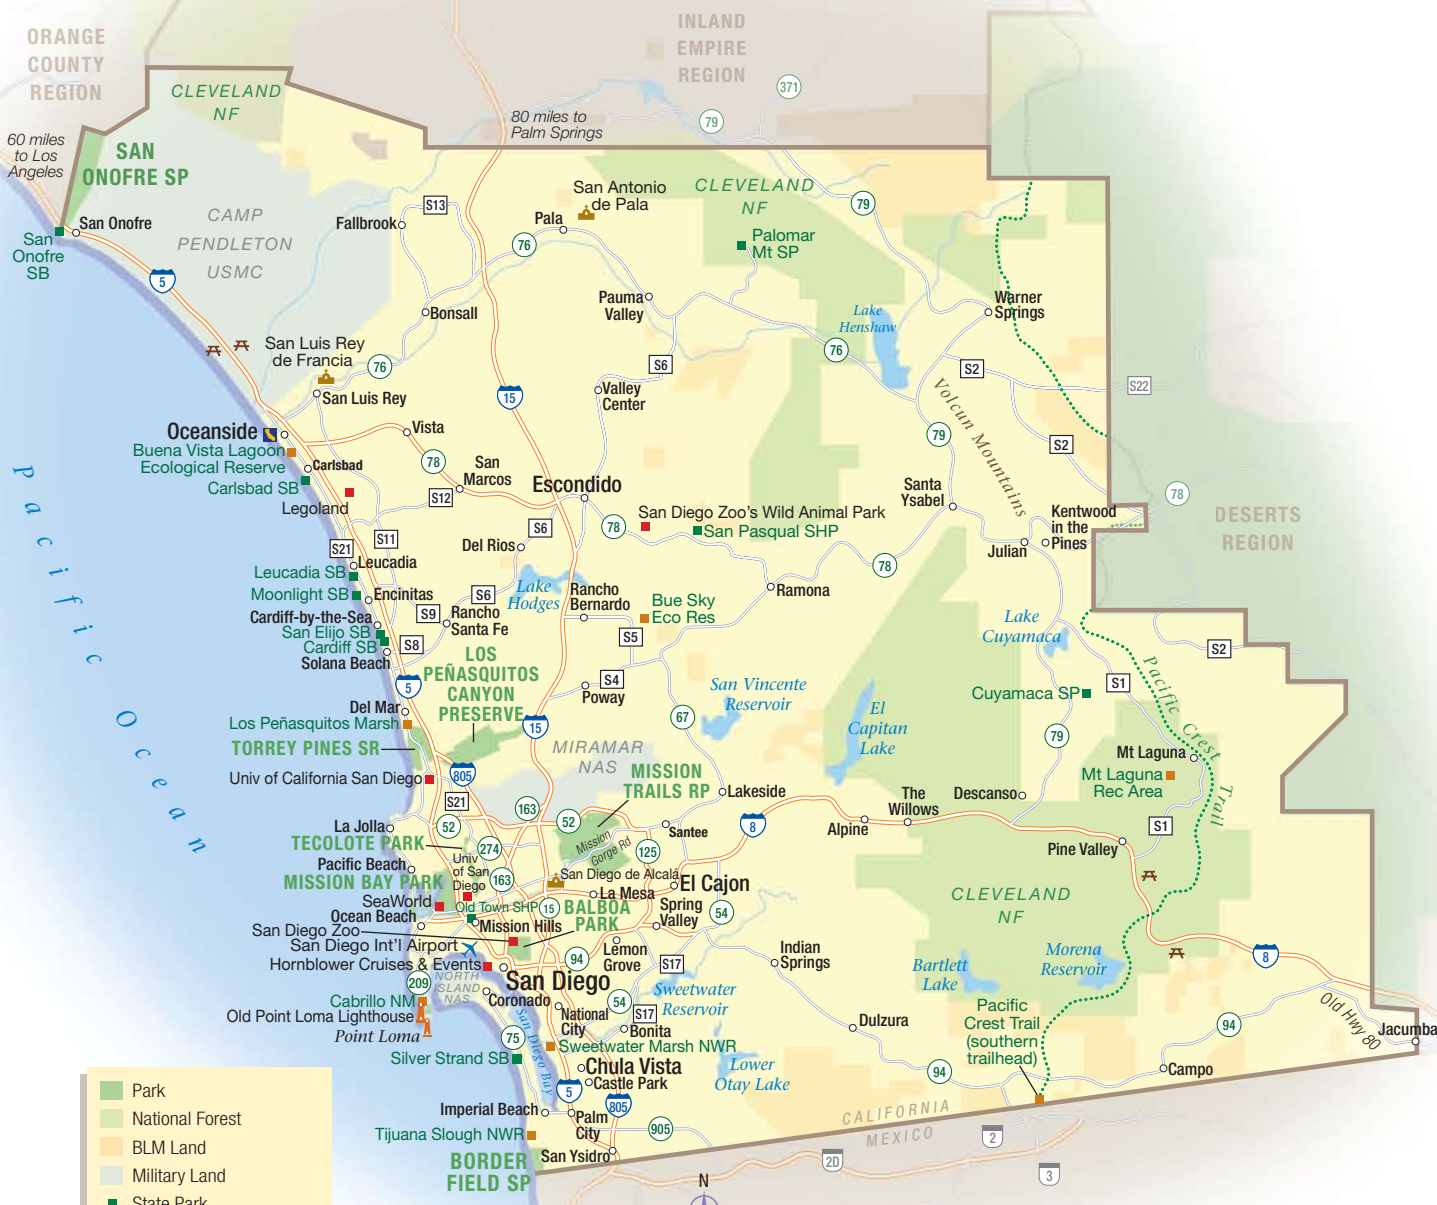 ORANGE
COUNTY
REGION
INLAND
EMPIRE
REGION
371
79
CLEVELAND
NF
80 miles to
Palm Springs
60 miles
to Los
Angeles
SAN
ONOFRE SP
CAMP
PENDLETON
USMC
San Onofre
San
Onofre
SB
5
Fallbrook
S13
Pala
San Antonio
de Pala
76
CLEVELAND
NF
79
Palomar
Mt SP
Pauma
Valley
Bonsall
Lake
Henshaw
Warner
Springs
San Luis Rey
de Francia
76
S6
76
S2
S22
San Luis Rey
15
Valley
Center
Volcun Mountains
Oceanside
Vista
79
S2
Buena Vista Lagoon
Ecological Reserve
Carlsbad
78
San
Marcos
Carlsbad SB
S12
Escondido
Santa
Ysabel
78
Legoland
San Diego Zoo's Wild Animal Park
San Pasqual SHP
78
S6
Kentwood
in the
Pines
DESERTS
REGION
S21
S11
Del Rios
Julian
78
Leucadia
Leucadia SB
Moonlight SB
Encinitas
Lake
Hodges
S6
Rancho
Bernardo
Bue Sky
Eco Res
Ramona
Cardiff-by-the-Sea
S9
Rancho
Santa Fe
Lake
Cuyamaca
San Elijo SB
Cardiff SB
S8
S5
S2
Solana Beach
LOS
PEÑASQUITOS
CANYON
PRESERVE
5
S4
Poway
San Vincente
Reservoir
Cuyamaca SP
S1
Pacific Crest
Trail
Del Mar
Los Peñasquitos Marsh
15
67
El
Capitan
Lake
79
TORREY PINES SR
MIRAMAR
NAS
Mt Laguna
Mt Laguna
Rec Area
Univ of California San Diego
805
MISSION
TRAILS RP
Lakeside
The
Willows
Descanso
S21
163
52
52
La Jolla
Santee
8
Alpine
S1
TECOLOTE PARK
274
Mission
Gorge Rd
125
Pine Valley
Pacific Beach
Univ
of San
Diego
MISSION BAY PARK
163
San Diego de Alcalá
El Cajon
SeaWorld
La Mesa
CLEVELAND
NF
Old Town SHP
15
BALBOA
PARK
Spring
Valley
54
Ocean Beach
Mission Hills
San Diego Zoo
San Diego Int'l Airport
Lemon
Grove
Indian
Springs
Morena
Reservoir
8
Hornblower Cruises & Events
94
S17
Bartlett
Lake
209
NORTH
ISLAND
NAS
San Diego
Coronado
Sweetwater
Reservoir
Cabrillo NM
54
Old Point Loma Lighthouse
National
City
S17
Pacific
Crest Trail
(southern
trailhead)
Old Hwy 80
Point Loma
Bonita
Dulzura
94
Jacumba
75
San Diego Bay
Sweetwater Marsh NWR
Silver Strand SB
Chula Vista
Lower
Otay Lake
94
Campo
Castle Park
5
805
Imperial Beach
Palm
City
CALIFORNIA
MEXICO
Tijuana Slough NWR
905
2
San Ysidro
2D
3
BORDER
FIELD SP
N
Pacific Ocean
Park
National Forest
BLM Land
Military Land
State Park